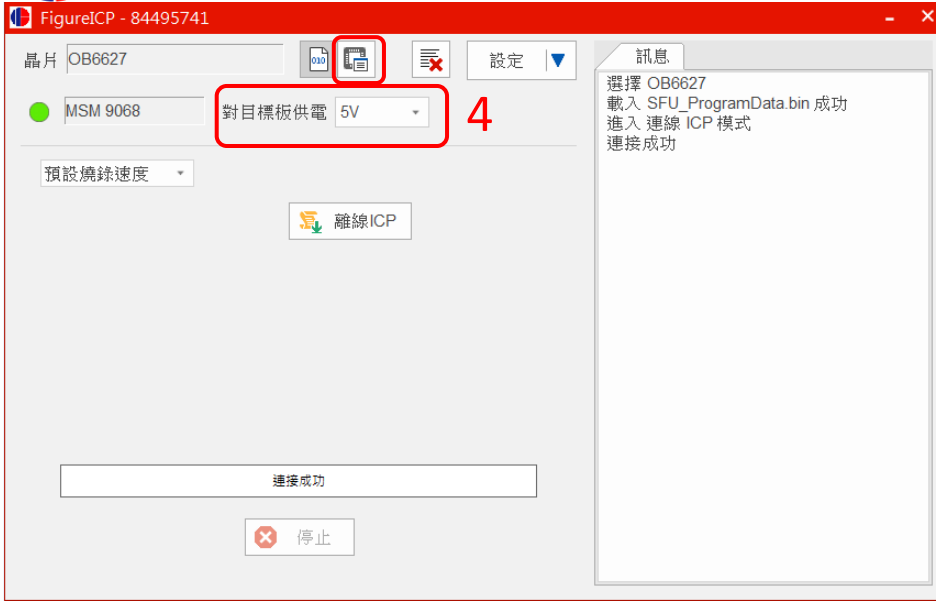 FigureICP - 84495741
晶片 OB6627
010
設定
MSM 9068
對目標板供電 5V
4
預設燒錄速度
離線ICP
連接成功
停止
訊息
選擇 OB6627
載入 SFU_ProgramData.bin 成功
進入 連線 ICP 模式
連接成功